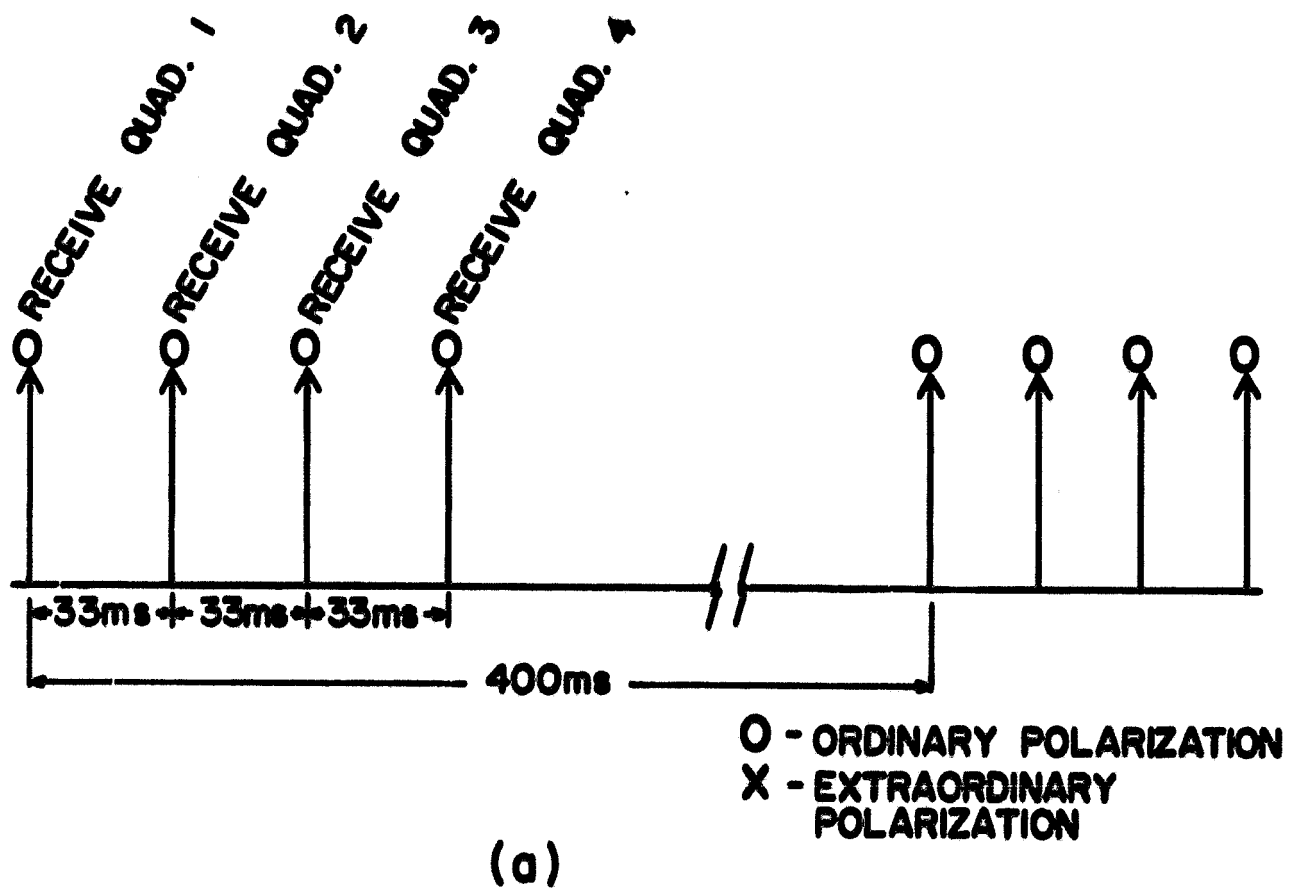 RECEIVE QUAD. 1
RECEIVE QUAD. 2
RECEIVE QUAD. 3
RECEIVE QUAD. 4
O O O O O O O O
33ms 33ms 33ms
400ms
O - ORDINARY POLARIZATION
X - EXTRAORDINARY
POLARIZATION
(a)